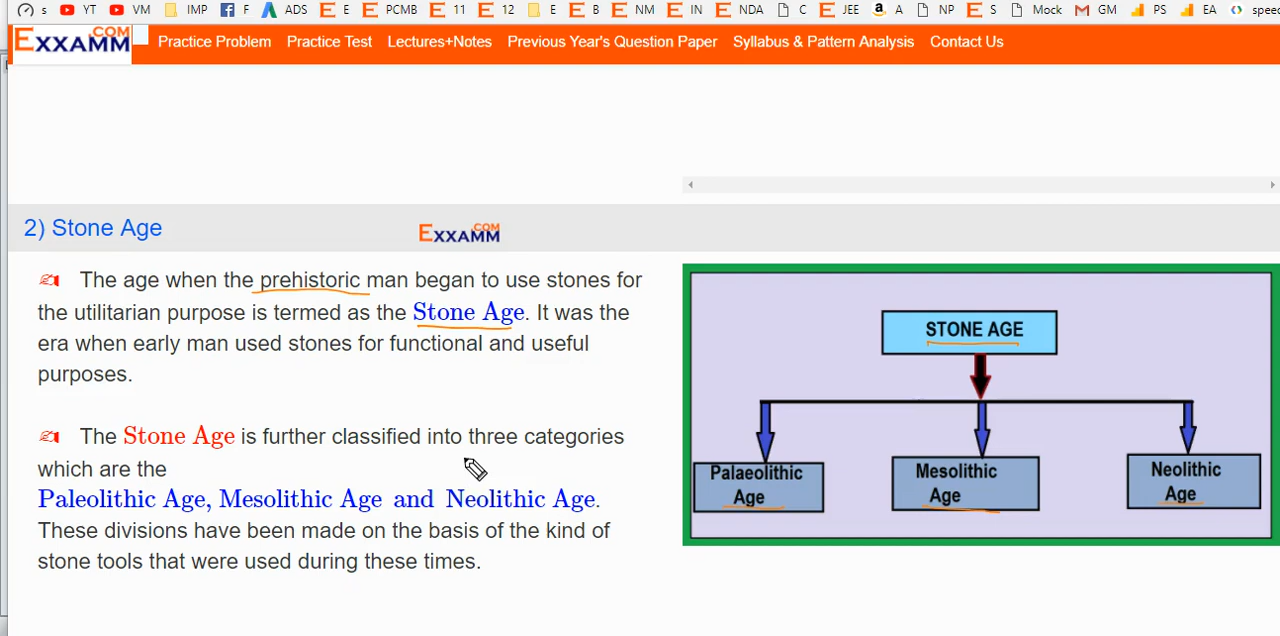 s YT VM IMP F ADS E PCMB 11 12 E B NM IN NDA C JEE A NP S Mock GM PS EA speed
EXXAMM .COM Practice Problem Practice Test Lectures+Notes Previous Year's Question Paper Syllabus & Pattern Analysis Contact Us
2) Stone Age
EXXAMM .COM
The age when the prehistoric man began to use stones for
the utilitarian purpose is termed as the Stone Age. It was the
era when early man used stones for functional and useful
purposes.
The Stone Age is further classified into three categories
which are the
Paleolithic Age, Mesolithic Age and Neolithic Age.
These divisions have been made on the basis of the kind of
stone tools that were used during these times.
STONE AGE
Palaeolithic
Age
Mesolithic
Age
Neolithic
Age